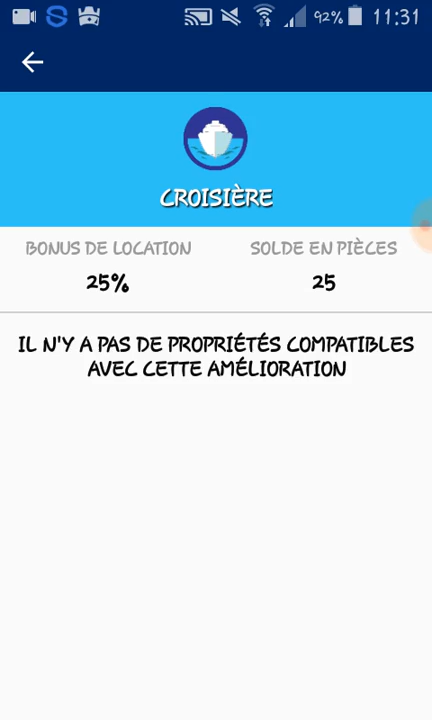 92% 11:31
CROISIÈRE
BONUS DE LOCATION SOLDE EN PIÈCES
25% 25
IL N'Y A PAS DE PROPRIÉTÉS COMPATIBLES
AVEC CETTE AMÉLIORATION